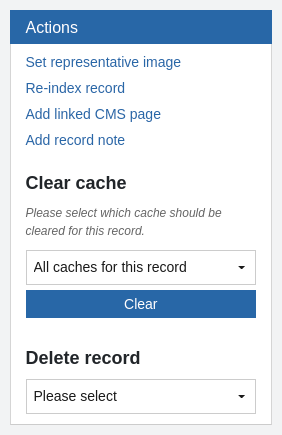 Actions
Set representative image
Re-index record
Add linked CMS page
Add record note
Clear cache
Please select which cache should be
cleared for this record.
All caches for this record
Clear
Delete record
Please select